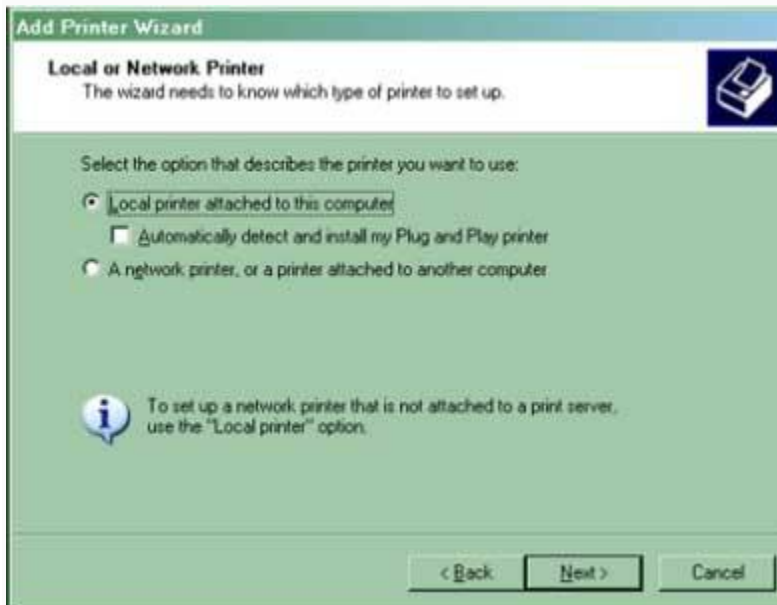 Add Printer Wizard
Local or Network Printer
The wizard needs to know which type of printer to set up.
Select the option that describes the printer you want to use:
Local printer attached to this computer
Automatically detect and install my Plug and Play printer
A network printer, or a printer attached to another computer
To set up a network printer that is not attached to a print server,
use the "Local printer" option.
< Back
Next >
Cancel